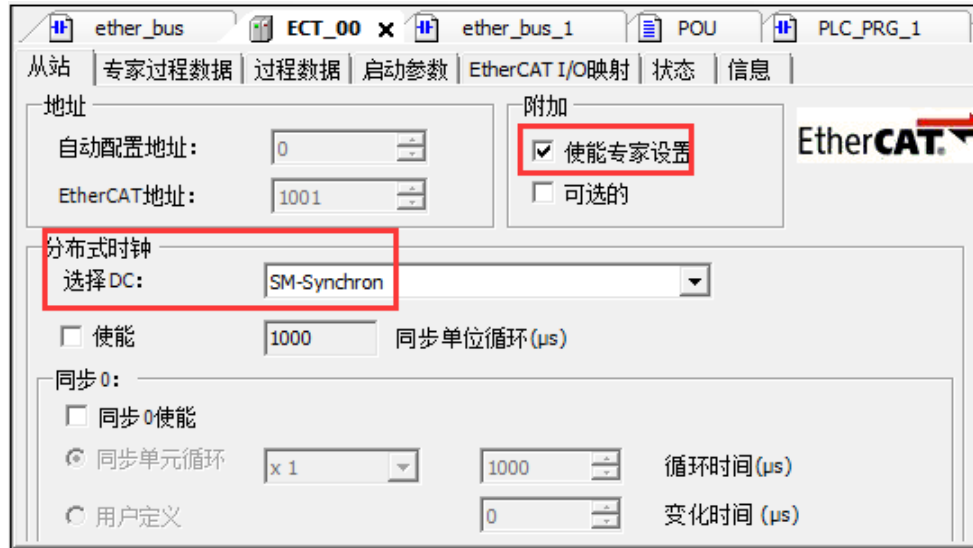 ether_bus ECT_00 x ether_bus_1 POU PLC_PRG_1
从站 专家过程数据 过程数据 启动参数 EtherCAT I/O映射 状态 信息
地址 附加
自动配置地址: 0 使能专家设置 EtherCAT.
EtherCAT地址: 1001 可选的
分布式时钟
选择DC: SM-Synchron
使能 1000 同步单位循环(µs)
同步0:
同步0使能
同步单元循环 x 1 1000 循环时间(µs)
用户定义 0 变化时间 (µs)